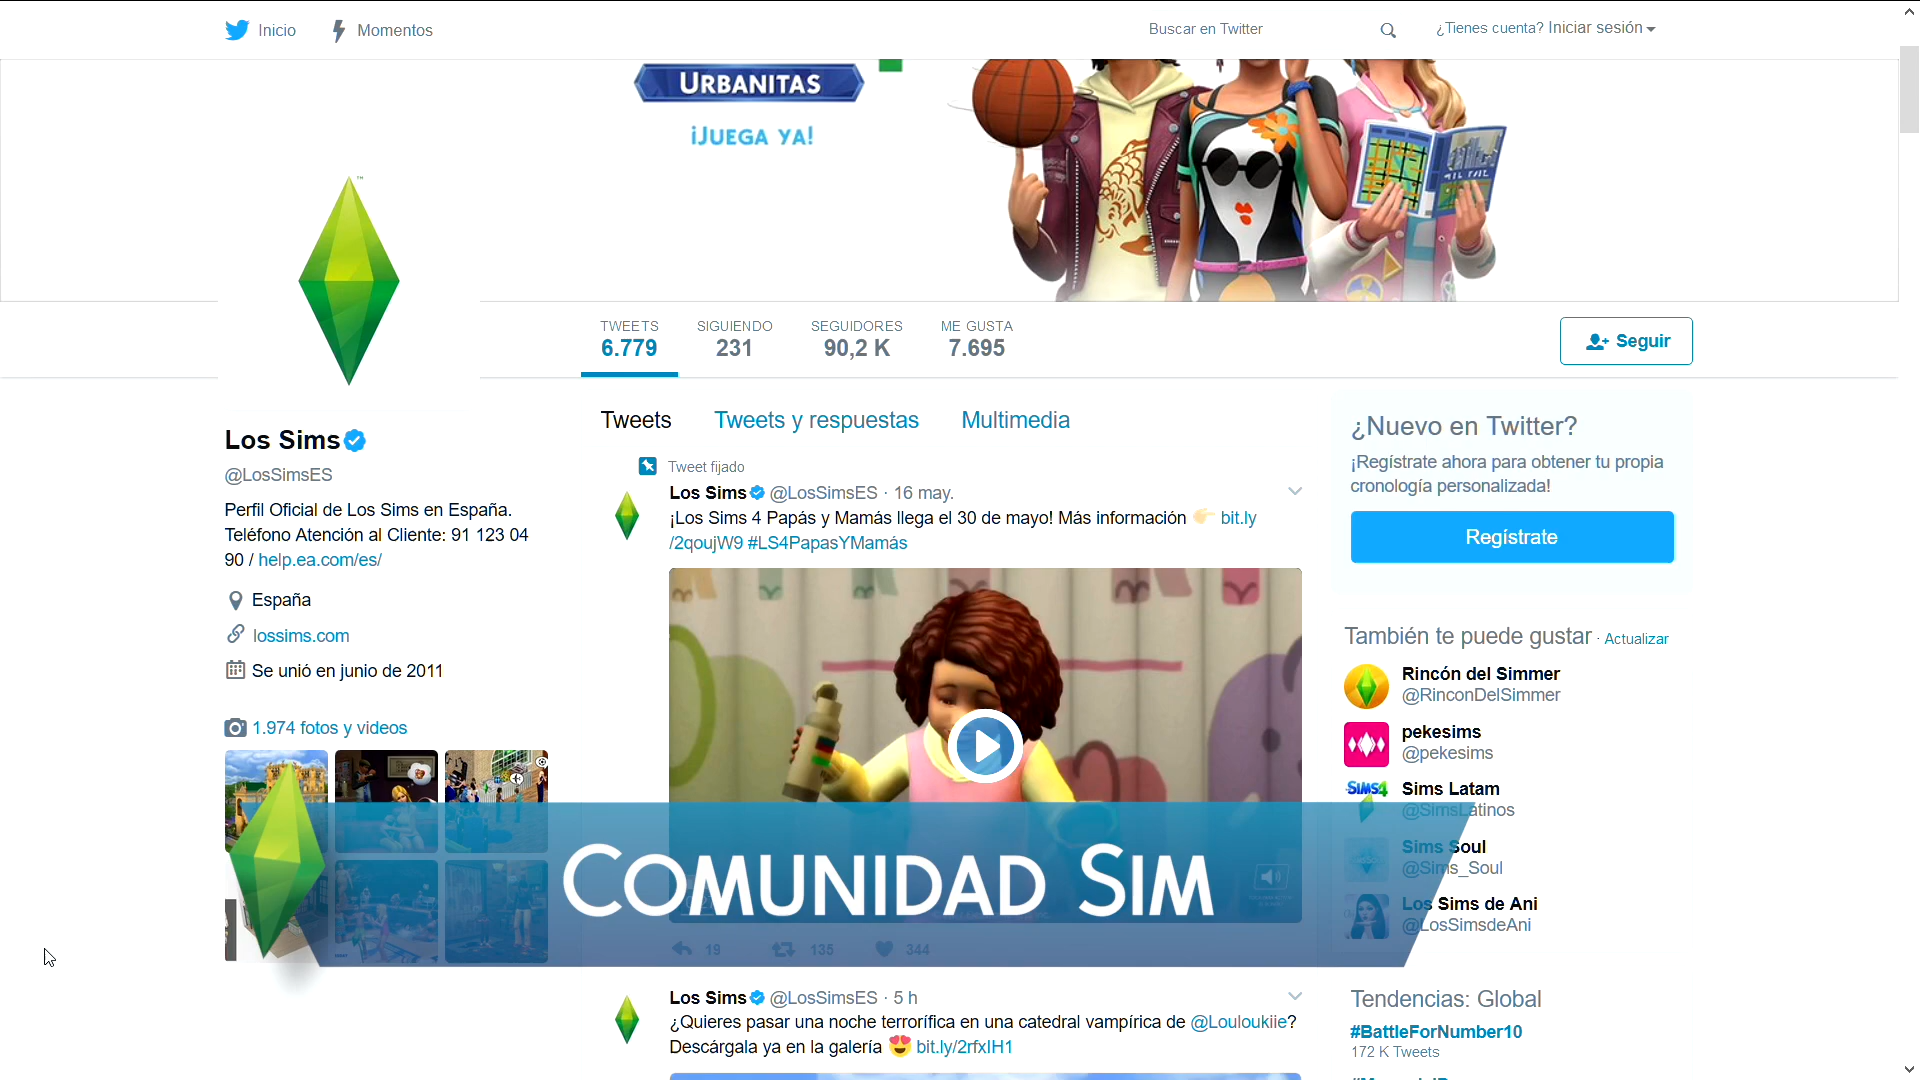 Inicio
Momentos
Buscar en Twitter
¿Tienes cuenta? Iniciar sesión
URBANITAS
¡JUEGA YA!
TWEETS
6.779
SIGUIENDO
231
SEGUIDORES
90,2 K
ME GUSTA
7.695
Seguir
Los Sims
@LosSimsES
Perfil Oficial de Los Sims en España.
Teléfono Atención al Cliente: 91 123 04
90 / help.ea.com/es/
España
lossims.com
Se unió en junio de 2011
1.974 fotos y videos
Tweets
Tweets y respuestas
Multimedia
Tweet fijado
Los Sims @LosSimsES · 16 may.
¡Los Sims 4 Papás y Mamás llega el 30 de mayo! Más información bit.ly
/2qoujW9 #LS4PapasYMamás
COMUNIDAD SIM
19
135
344
Los Sims @LosSimsES · 5 h
¿Quieres pasar una noche terrorífica en una catedral vampírica de @Louloukiie?
Descárgala ya en la galería bit.ly/2rfxIH1
¿Nuevo en Twitter?
¡Regístrate ahora para obtener tu propia
cronología personalizada!
Regístrate
También te puede gustar · Actualizar
Rincón del Simmer
@RinconDelSimmer
pekesims
@pekesims
SIMS4
Sims Latam
@SimsLatinos
Sims Soul
@Sims_Soul
Los Sims de Ani
@LosSimsdeAni
Tendencias: Global
#BattleForNumber10
172 K Tweets